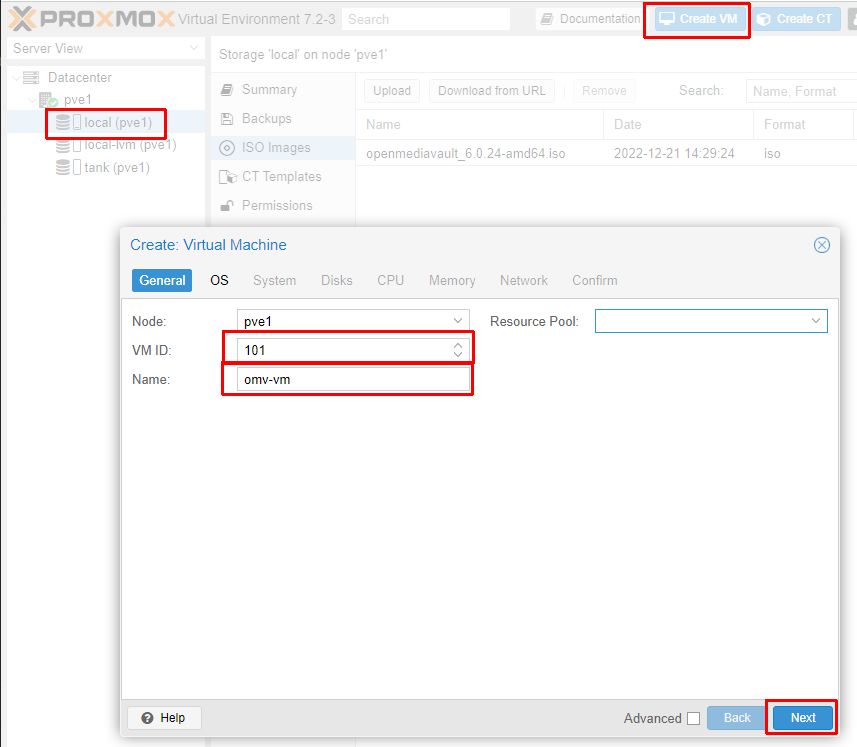 PROXMOX Virtual Environment 7.2-3 Search Documentation Create VM Create CT
Server View
Storage 'local' on node 'pve1'
Datacenter
pve1
local (pve1)
local-lvm (pve1)
tank (pve1)
Summary
Backups
ISO Images
CT Templates
Permissions
Upload Download from URL Remove Search: Name, Format
Name Date Format
openmediavault_6.0.24-amd64.iso 2022-12-21 14:29:24 iso
Create: Virtual Machine
General OS System Disks CPU Memory Network Confirm
Node: pve1 Resource Pool:
VM ID: 101
Name: omv-vm
Help Advanced Back Next